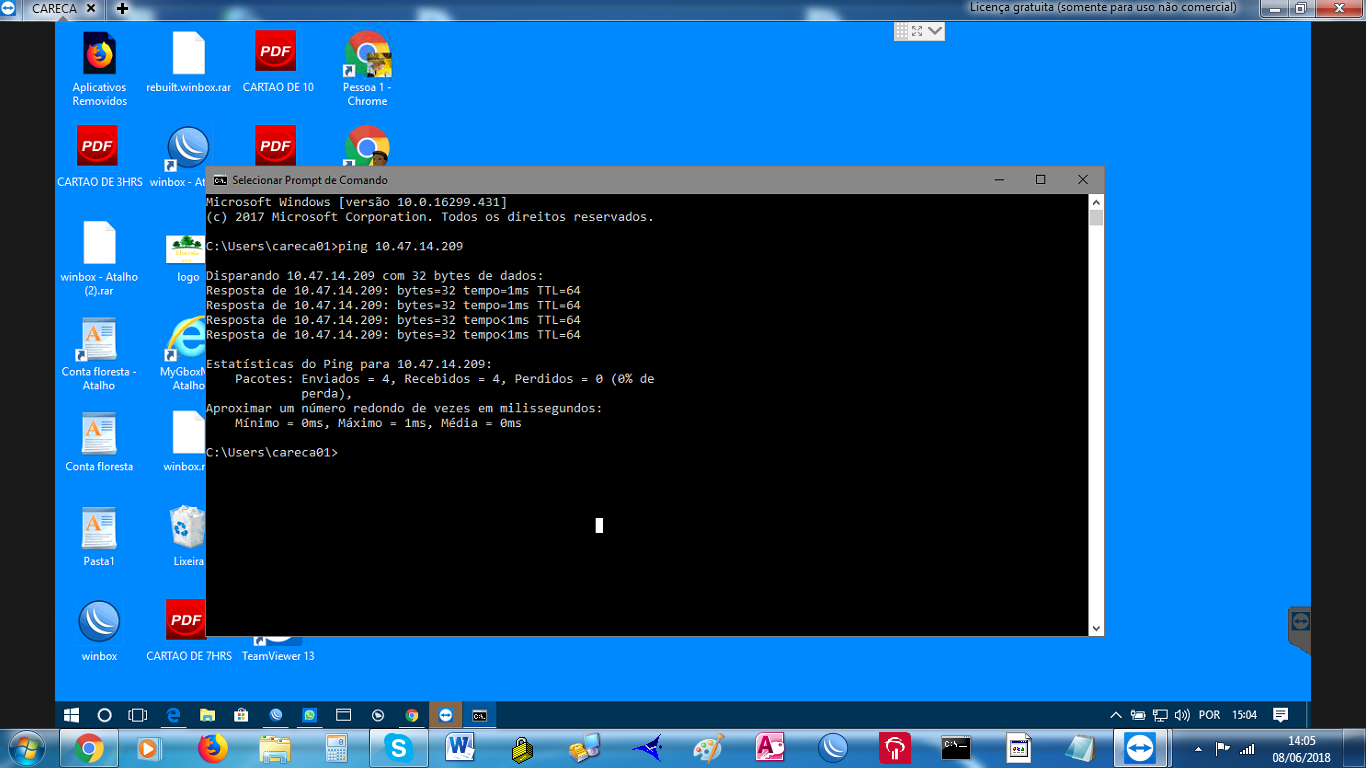 CARECA
Licença gratuita (somente para uso não comercial)
Aplicativos Removidos
rebuilt.winbox.rar
CARTAO DE 10
Pessoa 1 - Chrome
PDF
PDF
PDF
CARTAO DE 3HRS
winbox - At
Selecionar Prompt de Comando
Microsoft Windows [versão 10.0.16299.431]
(c) 2017 Microsoft Corporation. Todos os direitos reservados.
C:\Users\careca01>ping 10.47.14.209
Disparando 10.47.14.209 com 32 bytes de dados:
Resposta de 10.47.14.209: bytes=32 tempo=1ms TTL=64
Resposta de 10.47.14.209: bytes=32 tempo=1ms TTL=64
Resposta de 10.47.14.209: bytes=32 tempo<1ms TTL=64
Resposta de 10.47.14.209: bytes=32 tempo<1ms TTL=64
Estatísticas do Ping para 10.47.14.209:
Pacotes: Enviados = 4, Recebidos = 4, Perdidos = 0 (0% de
perda),
Aproximar um número redondo de vezes em milissegundos:
Mínimo = 0ms, Máximo = 1ms, Média = 0ms
C:\Users\careca01>
winbox - Atalho
(2).rar
logo
Conta floresta -
Atalho
MyGboxM
Atalho
Conta floresta
winbox.r
Pasta1
Lixeira
PDF
winbox
CARTAO DE 7HRS
TeamViewer 13
POR
15:04
14:05
08/06/2018